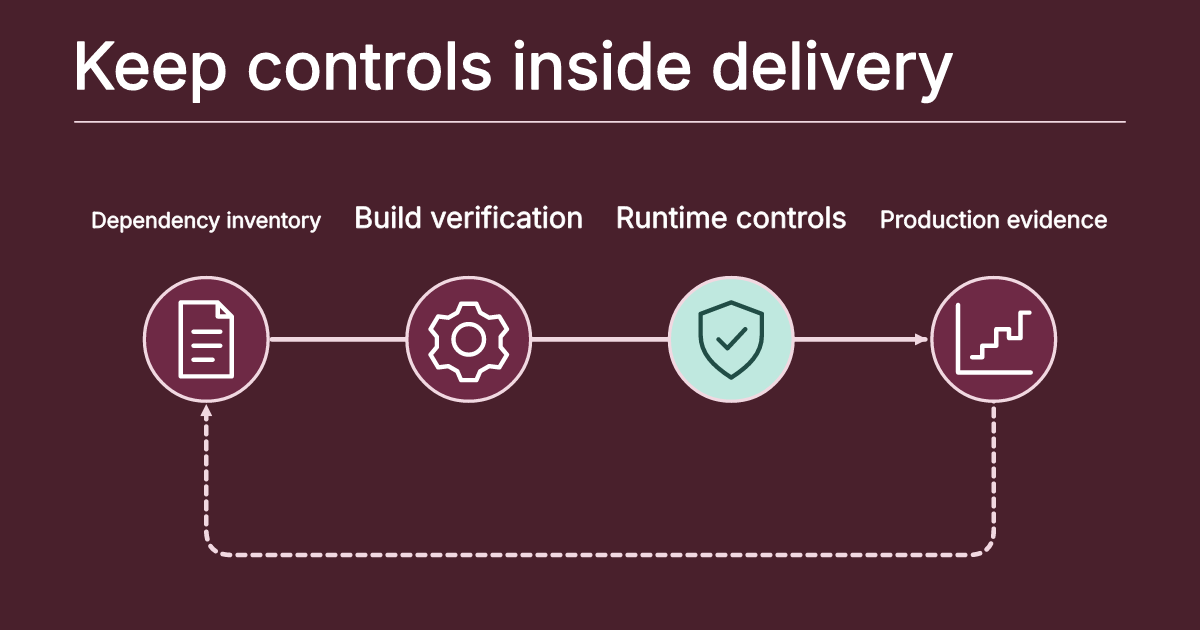 Keep controls inside delivery
Dependency inventory
Build verification
Runtime controls
Production evidence